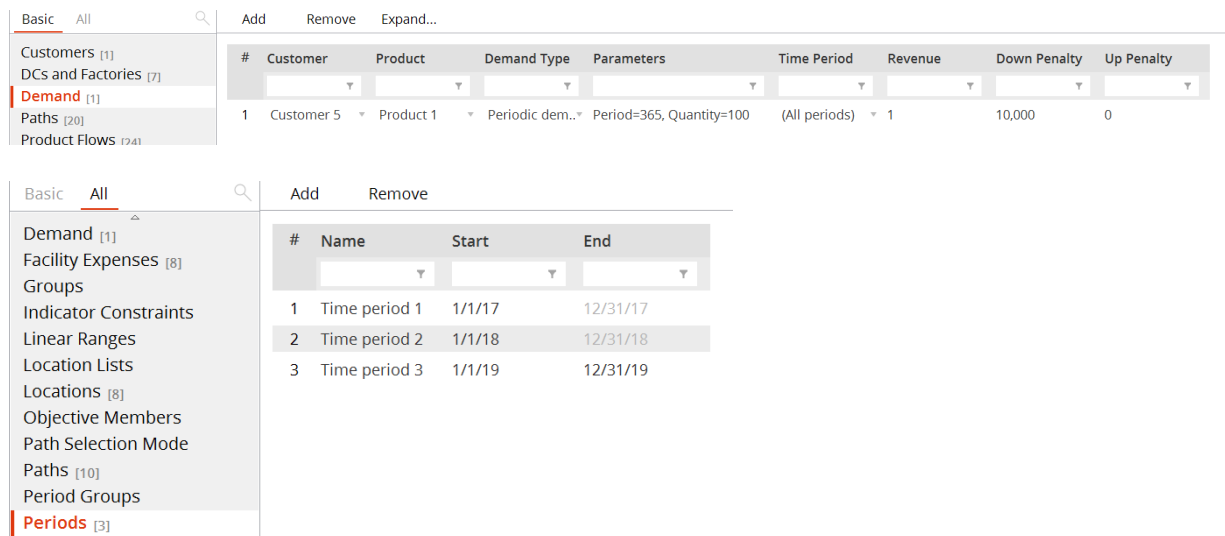 Basic All Add Remove Expand...
Customers [1]
DCs and Factories [7]
Demand [1]
Paths [20]
Product Flows [24]
# Customer Product Demand Type Parameters Time Period Revenue Down Penalty Up Penalty
1 Customer 5 Product 1 Periodic dem.. Period=365, Quantity=100 (All periods) 1 10,000 0
Basic All Add Remove
Demand [1]
Facility Expenses [8]
Groups
Indicator Constraints
Linear Ranges
Location Lists
Locations [8]
Objective Members
Path Selection Mode
Paths [10]
Period Groups
Periods [3]
# Name Start End
1 Time period 1 1/1/17 12/31/17
2 Time period 2 1/1/18 12/31/18
3 Time period 3 1/1/19 12/31/19